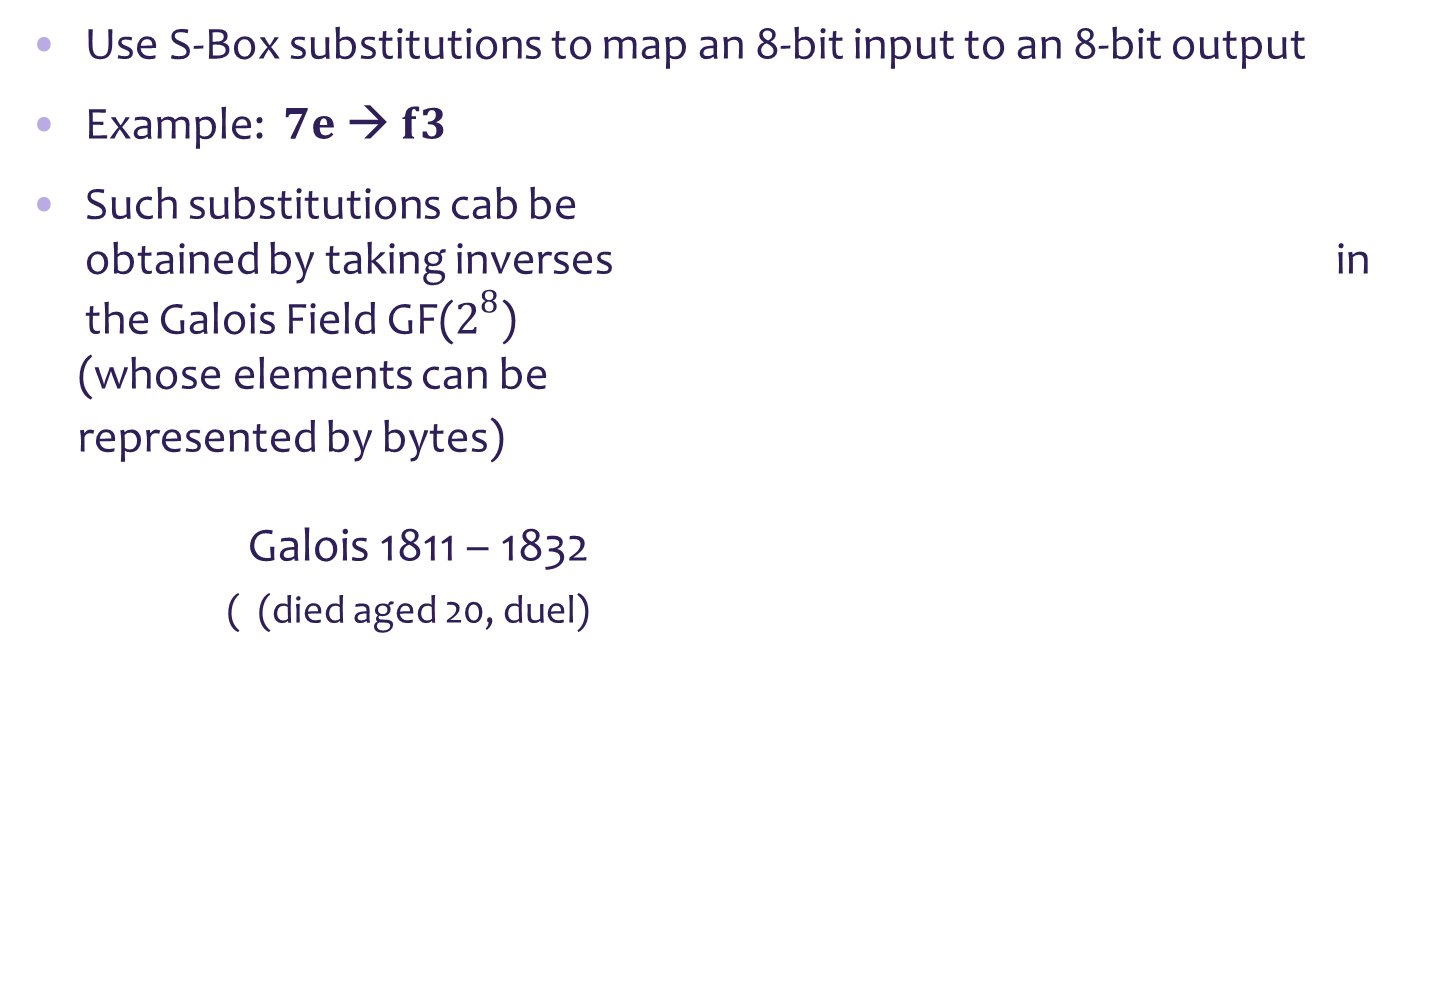 • Use S-Box substitutions to map an 8-bit input to an 8-bit output
• Example: 7e → f3
• Such substitutions cab be
obtained by taking inverses in
the Galois Field GF(2⁸)
(whose elements can be
represented by bytes)
Galois 1811 – 1832
( (died aged 20, duel)